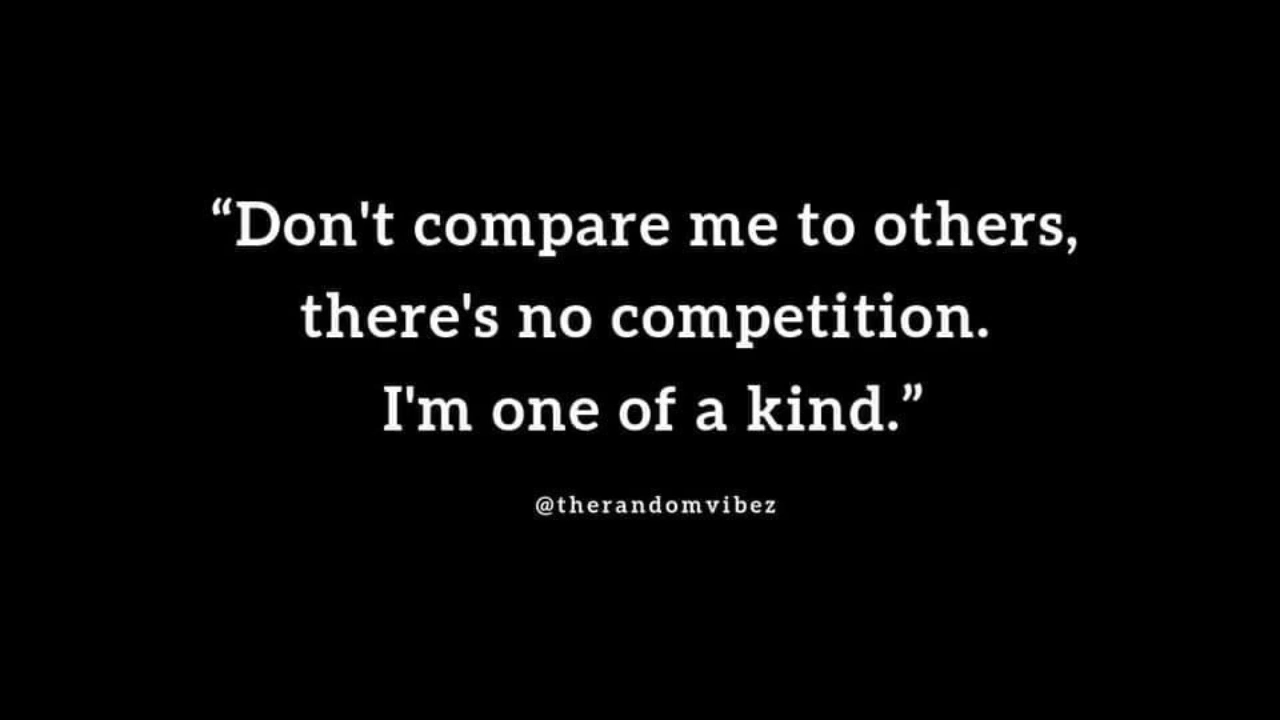 “Don't compare me to others,
there's no competition.
I'm one of a kind.”
@therandomvibez